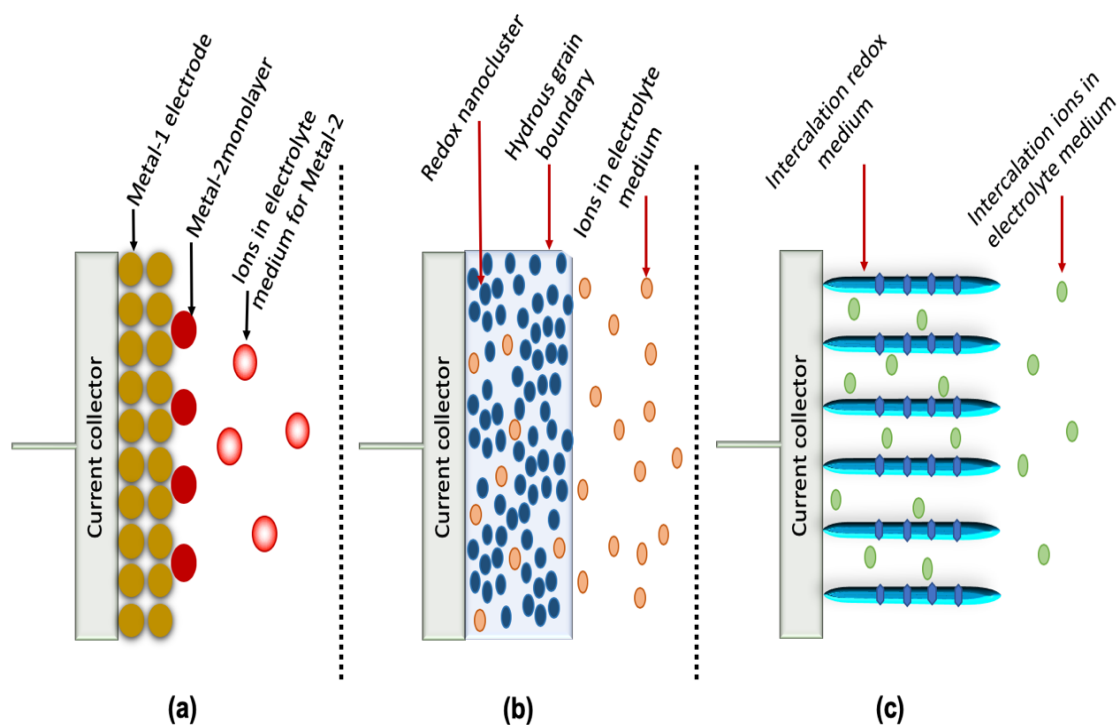 Metal-1 electrode
Metal-2monolayer
Ions in electrolyte
medium for Metal-2
Current collector
(a)
Redox nanocluster
Hydrous grain
boundary
Ions in electrolyte
medium
Current collector
(b)
Intercalation redox
medium
Intercalation ions in
electrolyte medium
Current collector
(c)